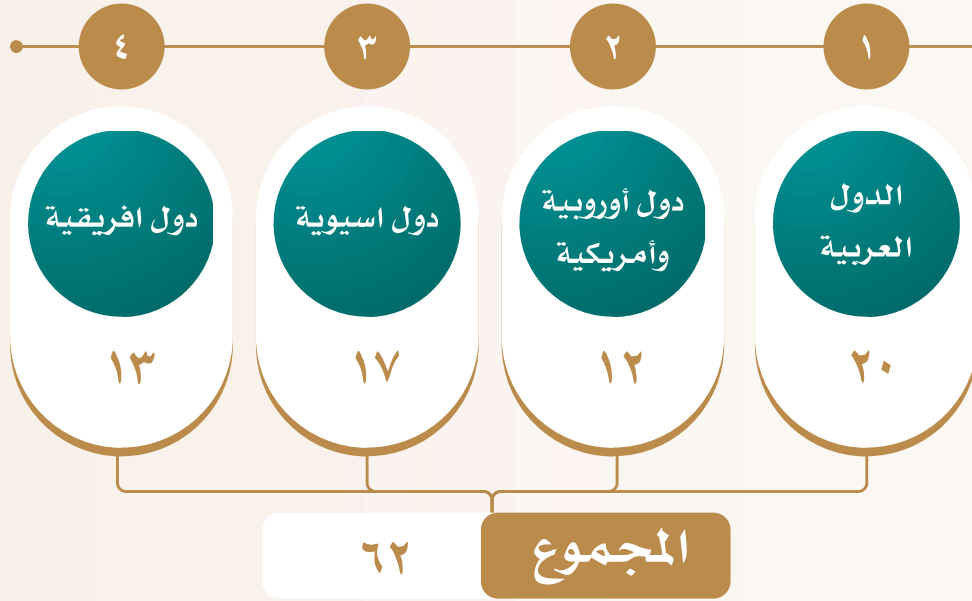 ١
٢
٣
٤
الدول
العربية
دول أوروبية
وأمريكية
دول اسيوية
دول افريقية
٢٠
١٢
١٧
١٣
المجموع
٦٢